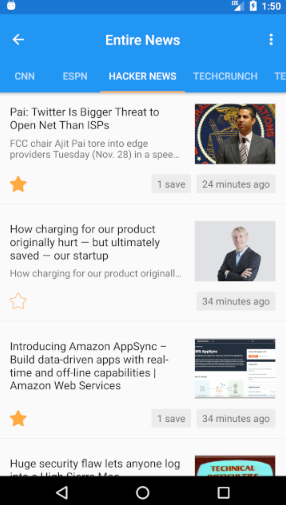 1:50
Entire News
CNN ESPN HACKER NEWS TECHCRUNCH TE
Pai: Twitter Is Bigger Threat to
Open Net Than ISPs
FCC chair Ajit Pai tore into edge
providers Tuesday (Nov. 28) in a spee...
1 save 24 minutes ago
How charging for our product
originally hurt — but ultimately
saved — our startup
How charging for our product originall...
34 minutes ago
Introducing Amazon AppSync –
Build data-driven apps with real-
time and off-line capabilities |
Amazon Web Services
AWS AppSync
1 save 34 minutes ago
Huge security flaw lets anyone log
into a High Sierra Mac
TECHNICAL